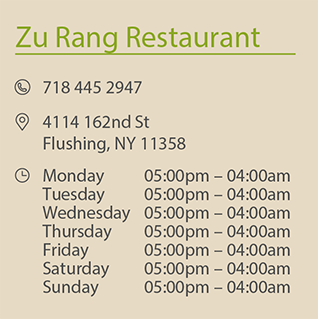 Zu Rang Restaurant
718 445 2947
4114 162nd St
Flushing, NY 11358
Monday 05:00pm – 04:00am
Tuesday 05:00pm – 04:00am
Wednesday 05:00pm – 04:00am
Thursday 05:00pm – 04:00am
Friday 05:00pm – 04:00am
Saturday 05:00pm – 04:00am
Sunday 05:00pm – 04:00am